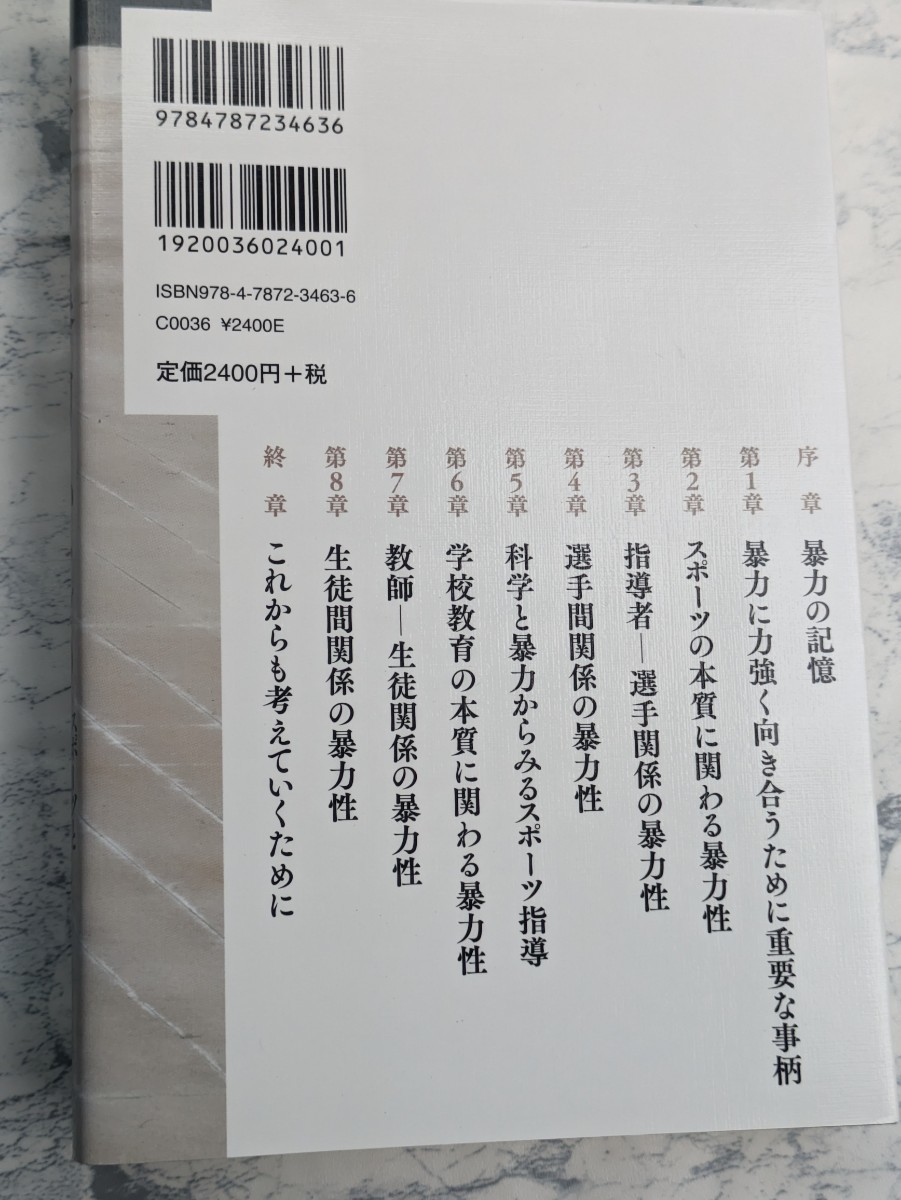 9784787234636
1920036024001
ISBN978-4-7872-3463-6
C0036 ¥2400E
定価2400円＋税
序章 暴力の記憶
第1章 暴力に力強く向き合うために重要な事柄
第2章 スポーツの本質に関わる暴力性
第3章 指導者―選手関係の暴力性
第4章 選手間関係の暴力性
第5章 科学と暴力からみるスポーツ指導
第6章 学校教育の本質に関わる暴力性
第7章 教師―生徒関係の暴力性
第8章 生徒間関係の暴力性
終章 これからも考えていくために